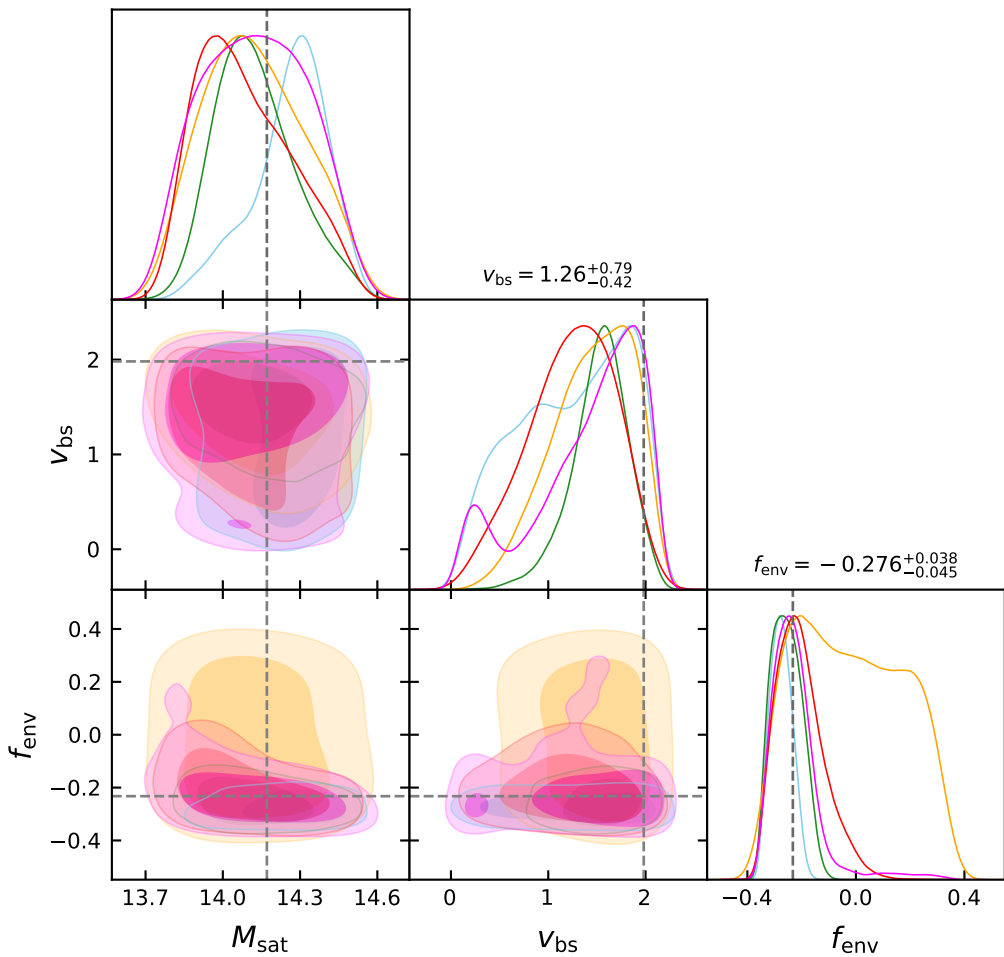 v_bs = 1.26^{+0.79}_{-0.42}
2
1
0
v_bs
f_env = −0.276^{+0.038}_{-0.045}
0.4
0.2
0.0
−0.2
−0.4
f_env
13.7 14.0 14.3 14.6 0 1 2 −0.4 0.0 0.4
M_sat v_bs f_env